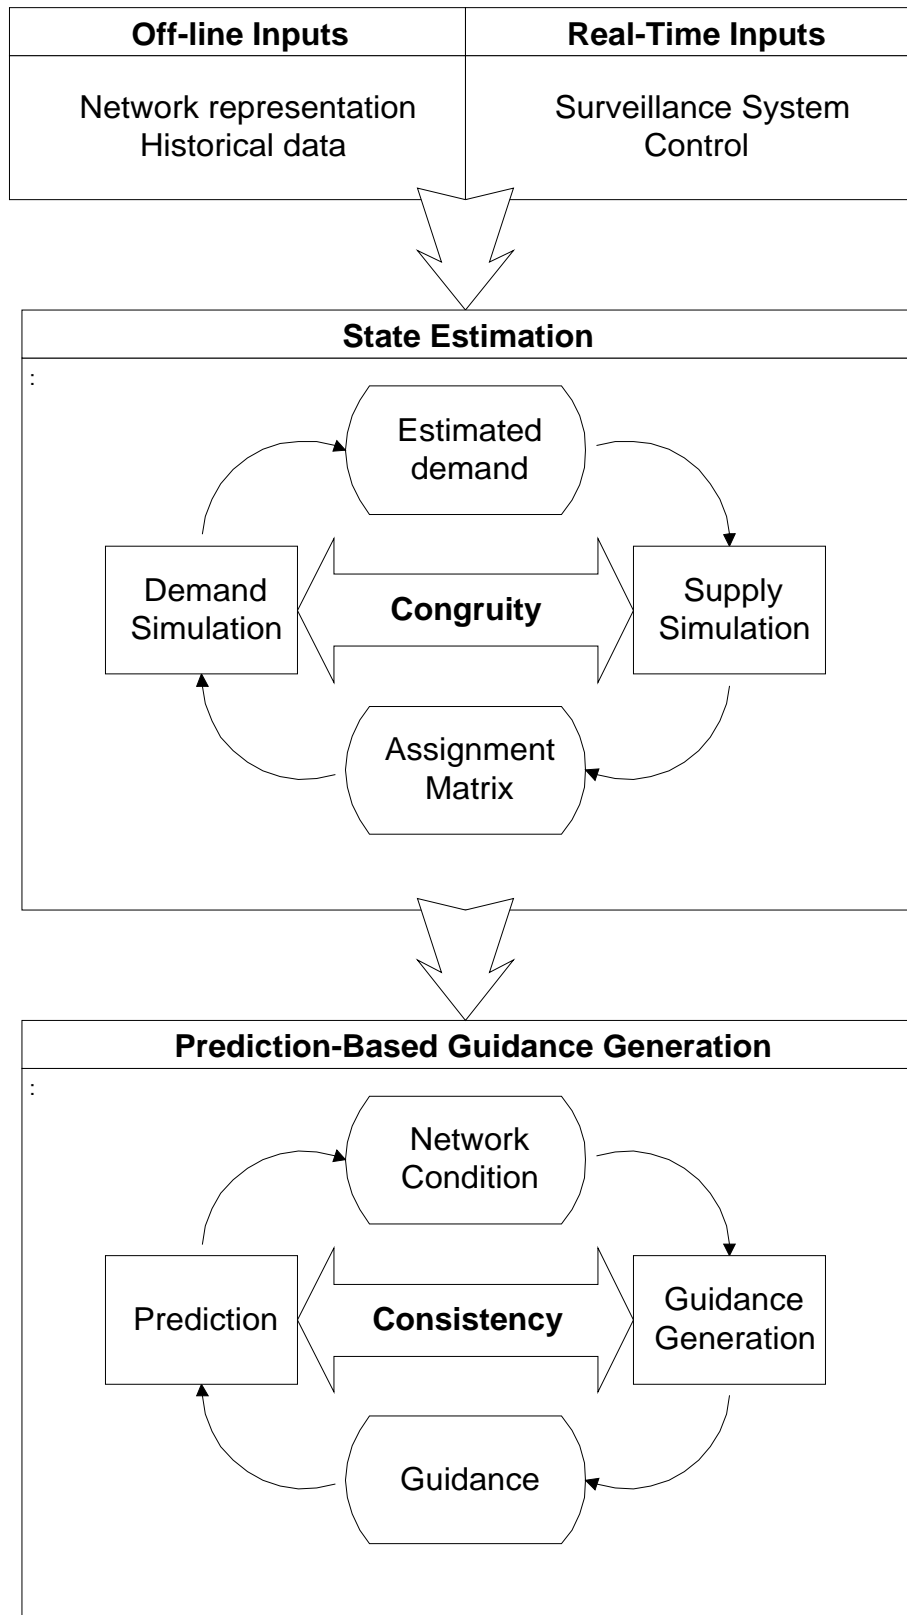 Off-line Inputs
Real-Time Inputs
Network representation
Historical data
Surveillance System
Control
State Estimation
:
Estimated
demand
Demand
Simulation
Congruity
Supply
Simulation
Assignment
Matrix
Prediction-Based Guidance Generation
:
Network
Condition
Prediction
Consistency
Guidance
Generation
Guidance